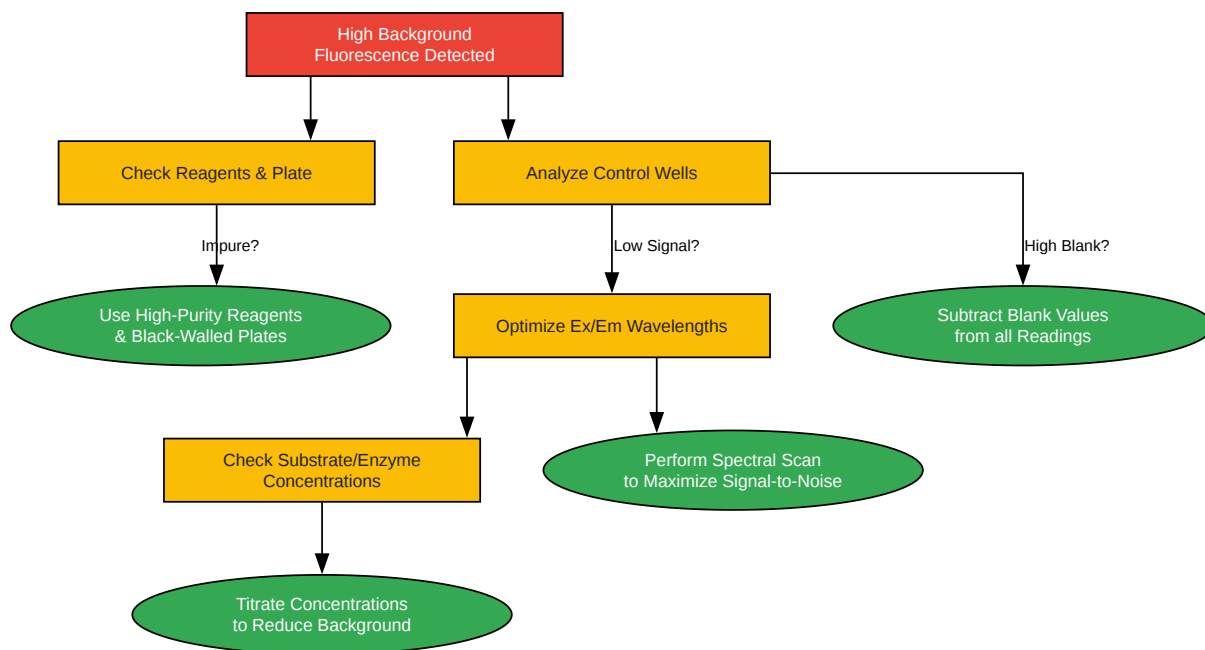 High Background
Fluorescence Detected
Check Reagents & Plate
Analyze Control Wells
Impure?
Low Signal?
High Blank?
Use High-Purity Reagents
& Black-Walled Plates
Optimize Ex/Em Wavelengths
Subtract Blank Values
from all Readings
Check Substrate/Enzyme
Concentrations
Perform Spectral Scan
to Maximize Signal-to-Noise
Titrate Concentrations
to Reduce Background